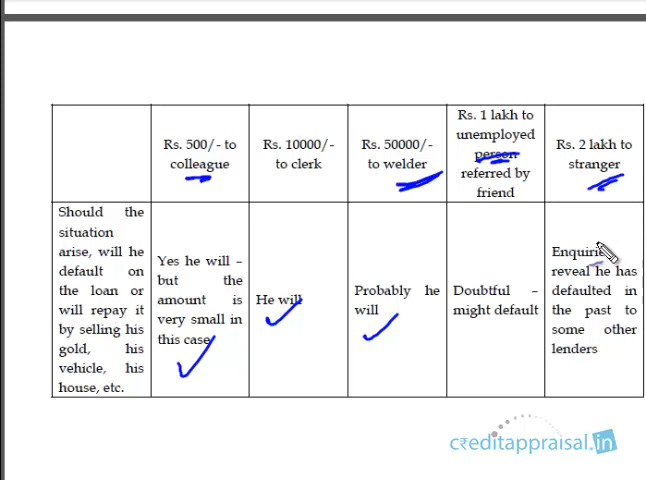 Rs. 500/- to
colleague
Rs. 10000/-
to clerk
Rs. 50000/-
to welder
Rs. 1 lakh to
unemployed
person
referred by
friend
Rs. 2 lakh to
stranger
Should the
situation
arise, will he
default on
the loan or
will repay it
by selling his
gold, his
vehicle, his
house, etc.
Yes he will –
but the
amount is
very small in
this case
He will
Probably he
will
Doubtful –
might default
Enquiries
reveal he has
defaulted in
the past to
some other
lenders
creditappraisal.in